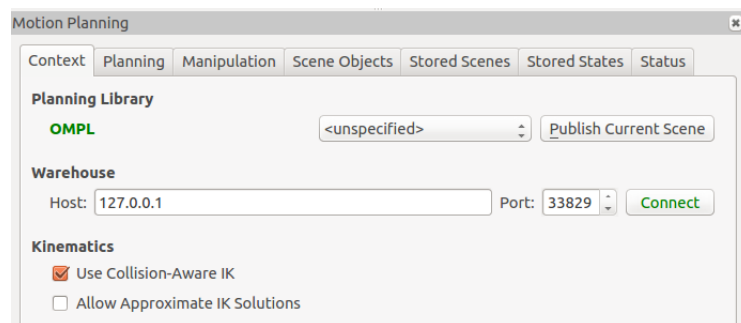 Motion Planning
Context Planning Manipulation Scene Objects Stored Scenes Stored States Status
Planning Library
OMPL <unspecified> Publish Current Scene
Warehouse
Host: 127.0.0.1 Port: 33829 Connect
Kinematics
Use Collision-Aware IK
Allow Approximate IK Solutions